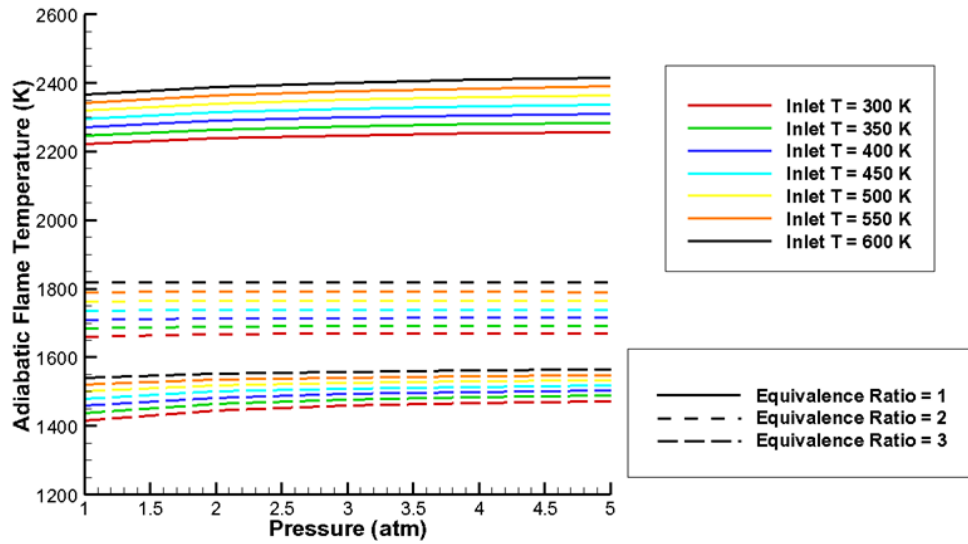 2600
2400
2200
2000
1800
1600
1400
1200
Adiabatic Flame Temperature (K)
1
1.5
2
2.5
3
3.5
4
4.5
5
Pressure (atm)
Inlet T = 300 K
Inlet T = 350 K
Inlet T = 400 K
Inlet T = 450 K
Inlet T = 500 K
Inlet T = 550 K
Inlet T = 600 K
Equivalence Ratio = 1
Equivalence Ratio = 2
Equivalence Ratio = 3